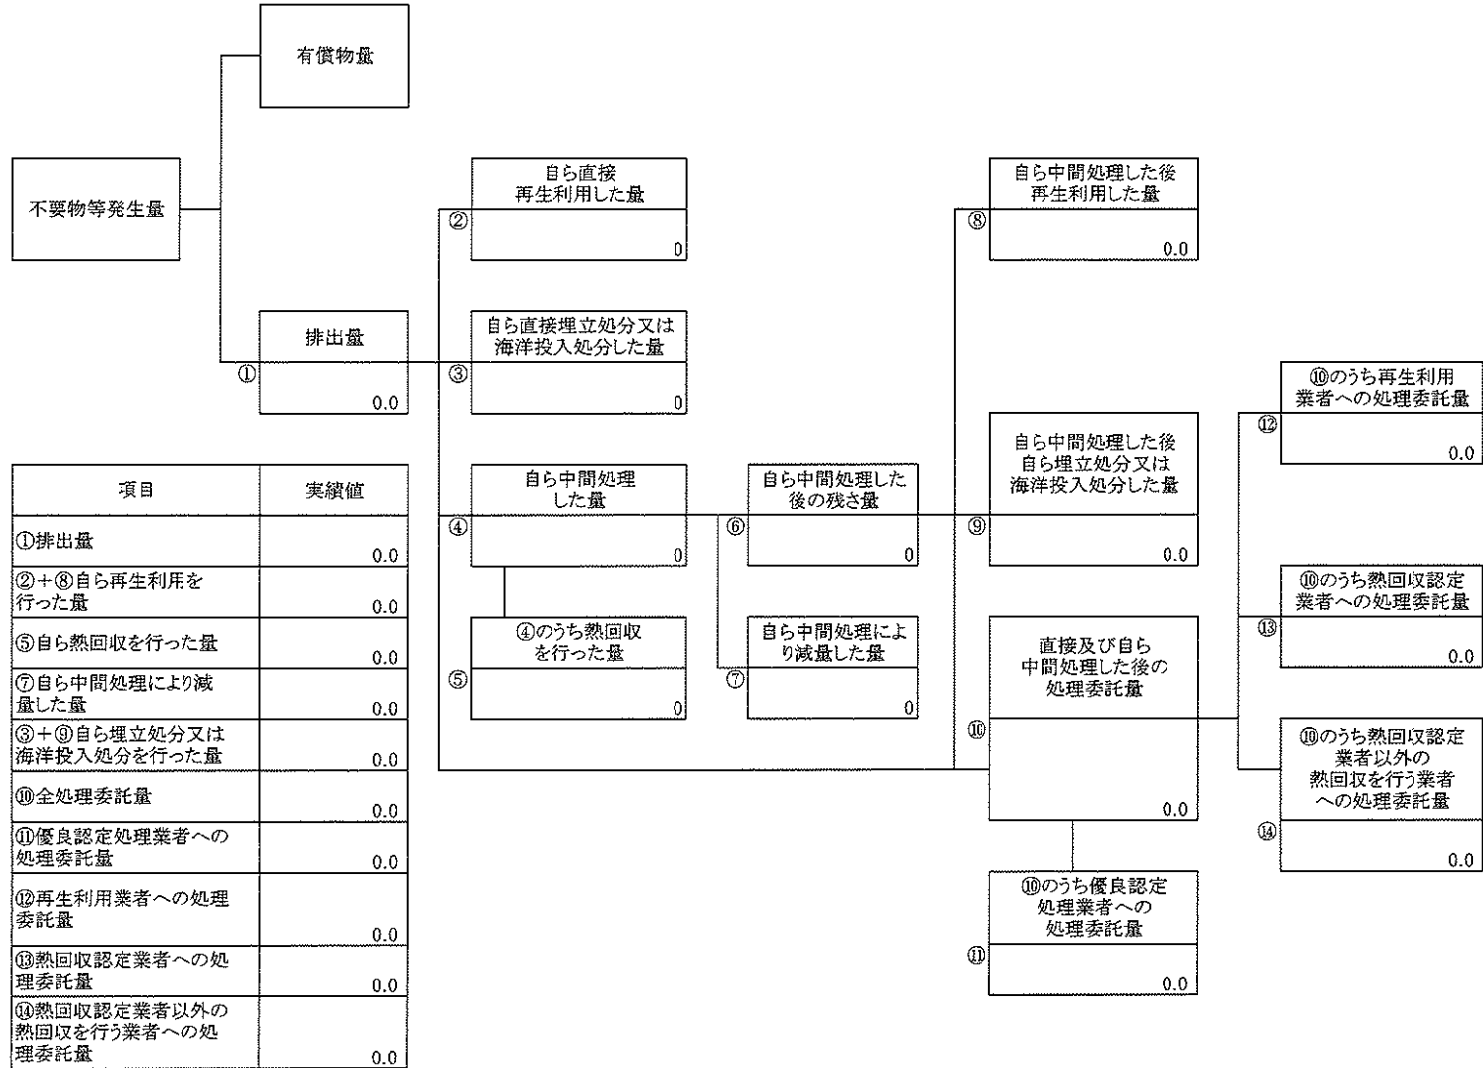 有償物量
不要物等発生量
①
排出量
0.0
②
自ら直接
再生利用した量
0
③
自ら直接埋立処分又は
海洋投入処分した量
0
④
自ら中間処理
した量
0
⑤
④のうち熱回収
を行った量
0
⑥
自ら中間処理した
後の残さ量
0
⑦
自ら中間処理によ
り減量した量
0
⑧
自ら中間処理した後
再生利用した量
0.0
⑨
自ら中間処理した後
自ら埋立処分又は
海洋投入処分した量
0.0
⑩
直接及び自ら
中間処理した後の
処理委託量
0.0
⑪
⑩のうち優良認定
処理業者への
処理委託量
0.0
⑫
⑩のうち再生利用
業者への処理委託量
0.0
⑬
⑩のうち熱回収認定
業者への処理委託量
0.0
⑭
⑩のうち熱回収認定
業者以外の
熱回収を行う業者
への処理委託量
0.0
項目 実績値
①排出量
0.0
②+⑧自ら再生利用を
行った量 0.0
⑤自ら熱回収を行った量
0.0
⑦自ら中間処理により減
量した量 0.0
③+⑨自ら埋立処分又は
海洋投入処分を行った量 0.0
⑩全処理委託量
0.0
⑪優良認定処理業者への
処理委託量 0.0
⑫再生利用業者への処理
委託量
0.0
⑬熱回収認定業者への処
理委託量 0.0
⑭熱回収認定業者以外の
熱回収を行う業者への処
理委託量 0.0